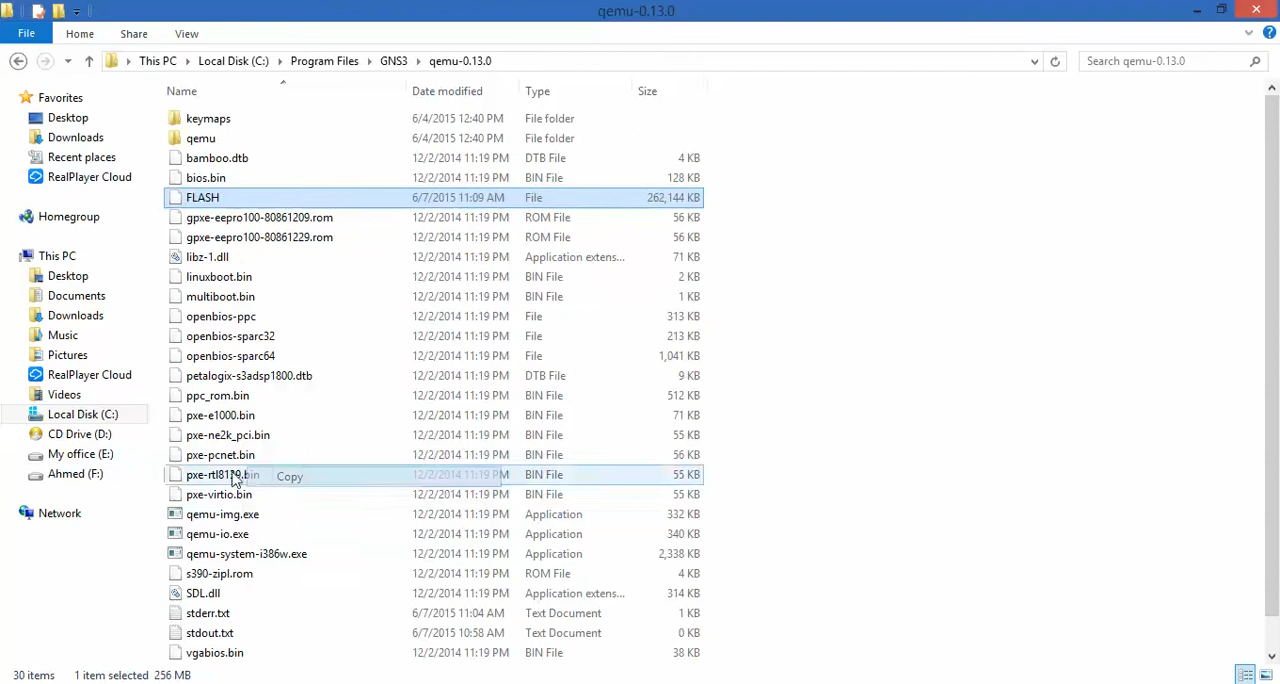 qemu-0.13.0
File Home Share View
This PC Local Disk (C:) Program Files GNS3 qemu-0.13.0 Search qemu-0.13.0
Name Date modified Type Size
Favorites
Desktop
Downloads
Recent places
RealPlayer Cloud
Homegroup
This PC
Desktop
Documents
Downloads
Music
Pictures
RealPlayer Cloud
Videos
Local Disk (C:)
CD Drive (D:)
My office (E:)
Ahmed (F:)
Network
keymaps 6/4/2015 12:40 PM File folder
qemu 6/4/2015 12:40 PM File folder
bamboo.dtb 12/2/2014 11:19 PM DTB File 4 KB
bios.bin 12/2/2014 11:19 PM BIN File 128 KB
FLASH 6/7/2015 11:09 AM File 262,144 KB
gpxe-eepro100-80861209.rom 12/2/2014 11:19 PM ROM File 56 KB
gpxe-eepro100-80861229.rom 12/2/2014 11:19 PM ROM File 56 KB
libz-1.dll 12/2/2014 11:19 PM Application extens... 71 KB
linuxboot.bin 12/2/2014 11:19 PM BIN File 2 KB
multiboot.bin 12/2/2014 11:19 PM BIN File 1 KB
openbios-ppc 12/2/2014 11:19 PM File 313 KB
openbios-sparc32 12/2/2014 11:19 PM File 213 KB
openbios-sparc64 12/2/2014 11:19 PM File 1,041 KB
petalogix-s3adsp1800.dtb 12/2/2014 11:19 PM DTB File 9 KB
ppc_rom.bin 12/2/2014 11:19 PM BIN File 512 KB
pxe-e1000.bin 12/2/2014 11:19 PM BIN File 71 KB
pxe-ne2k_pci.bin 12/2/2014 11:19 PM BIN File 55 KB
pxe-pcnet.bin 12/2/2014 11:19 PM BIN File 56 KB
pxe-rtl8139.bin Copy 12/2/2014 11:19 PM BIN File 55 KB
pxe-virtio.bin 12/2/2014 11:19 PM BIN File 55 KB
qemu-img.exe 12/2/2014 11:19 PM Application 332 KB
qemu-io.exe 12/2/2014 11:19 PM Application 340 KB
qemu-system-i386w.exe 12/2/2014 11:19 PM Application 2,338 KB
s390-zipl.rom 12/2/2014 11:19 PM ROM File 4 KB
SDL.dll 12/2/2014 11:19 PM Application extens... 314 KB
stderr.txt 6/7/2015 11:04 AM Text Document 1 KB
stdout.txt 6/7/2015 10:58 AM Text Document 0 KB
vgabios.bin 12/2/2014 11:19 PM BIN File 38 KB
30 items 1 item selected 256 MB